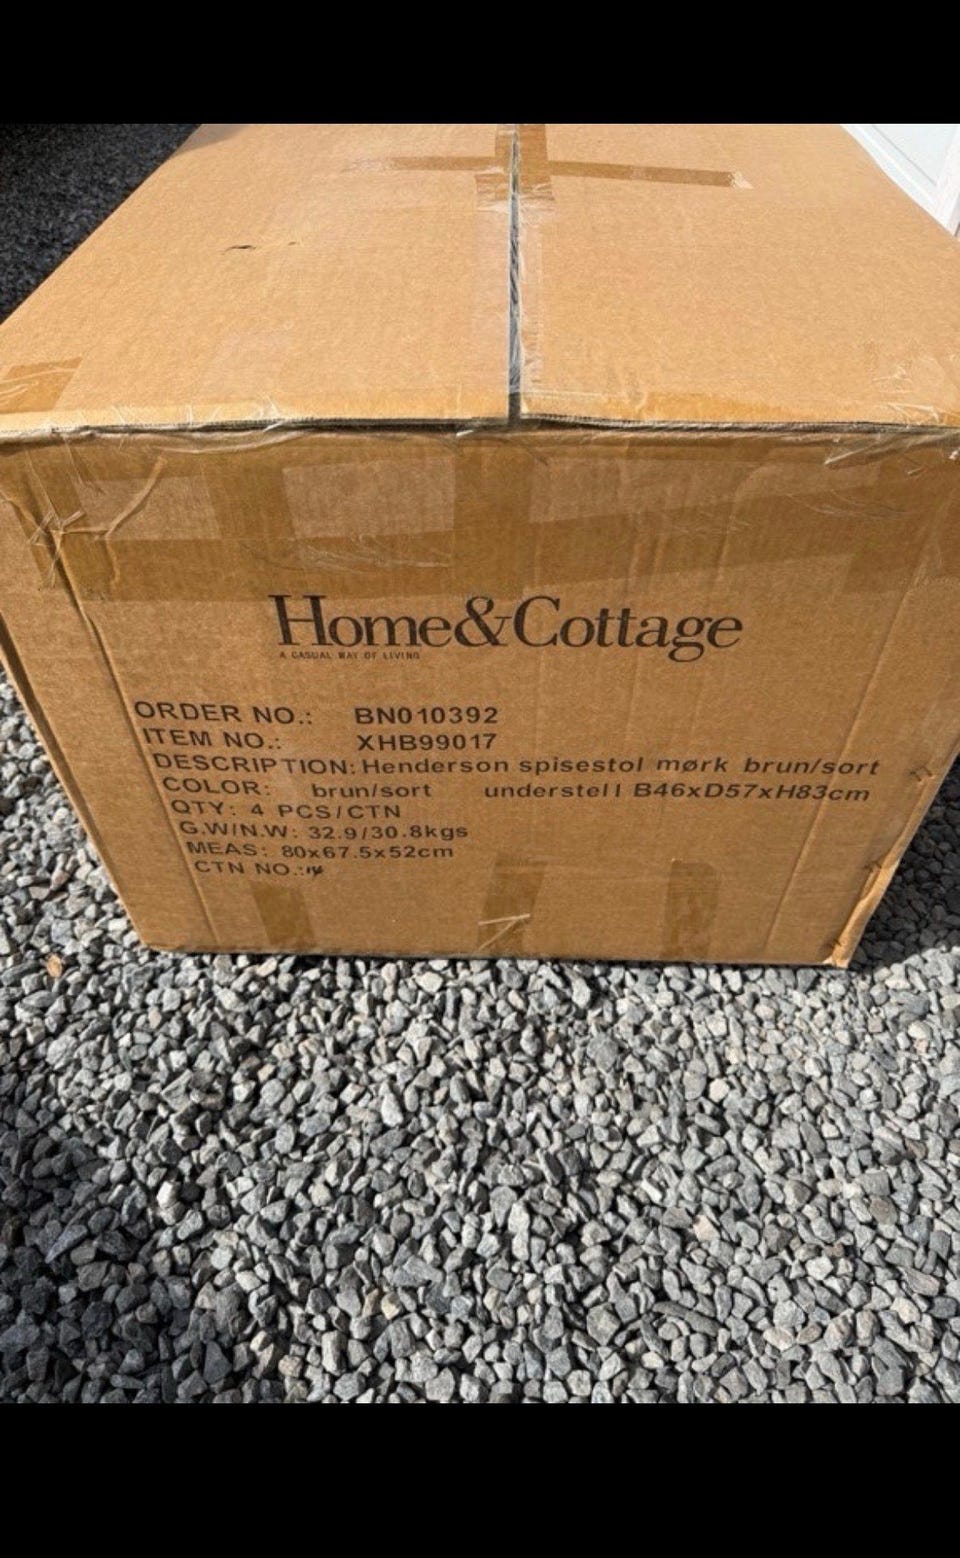 Home&Cottage
A CASUAL WAY OF LIVING
ORDER NO.: BN010392
ITEM NO.: XHB99017
DESCRIPTION: Henderson spisestol mørk brun/sort
COLOR: brun/sort understell B46xD57xH83cm
QTY: 4 PCS/CTN
G.W/N.W: 32.9/30.8kgs
MEAS: 80x67.5x52cm
CTN NO.: